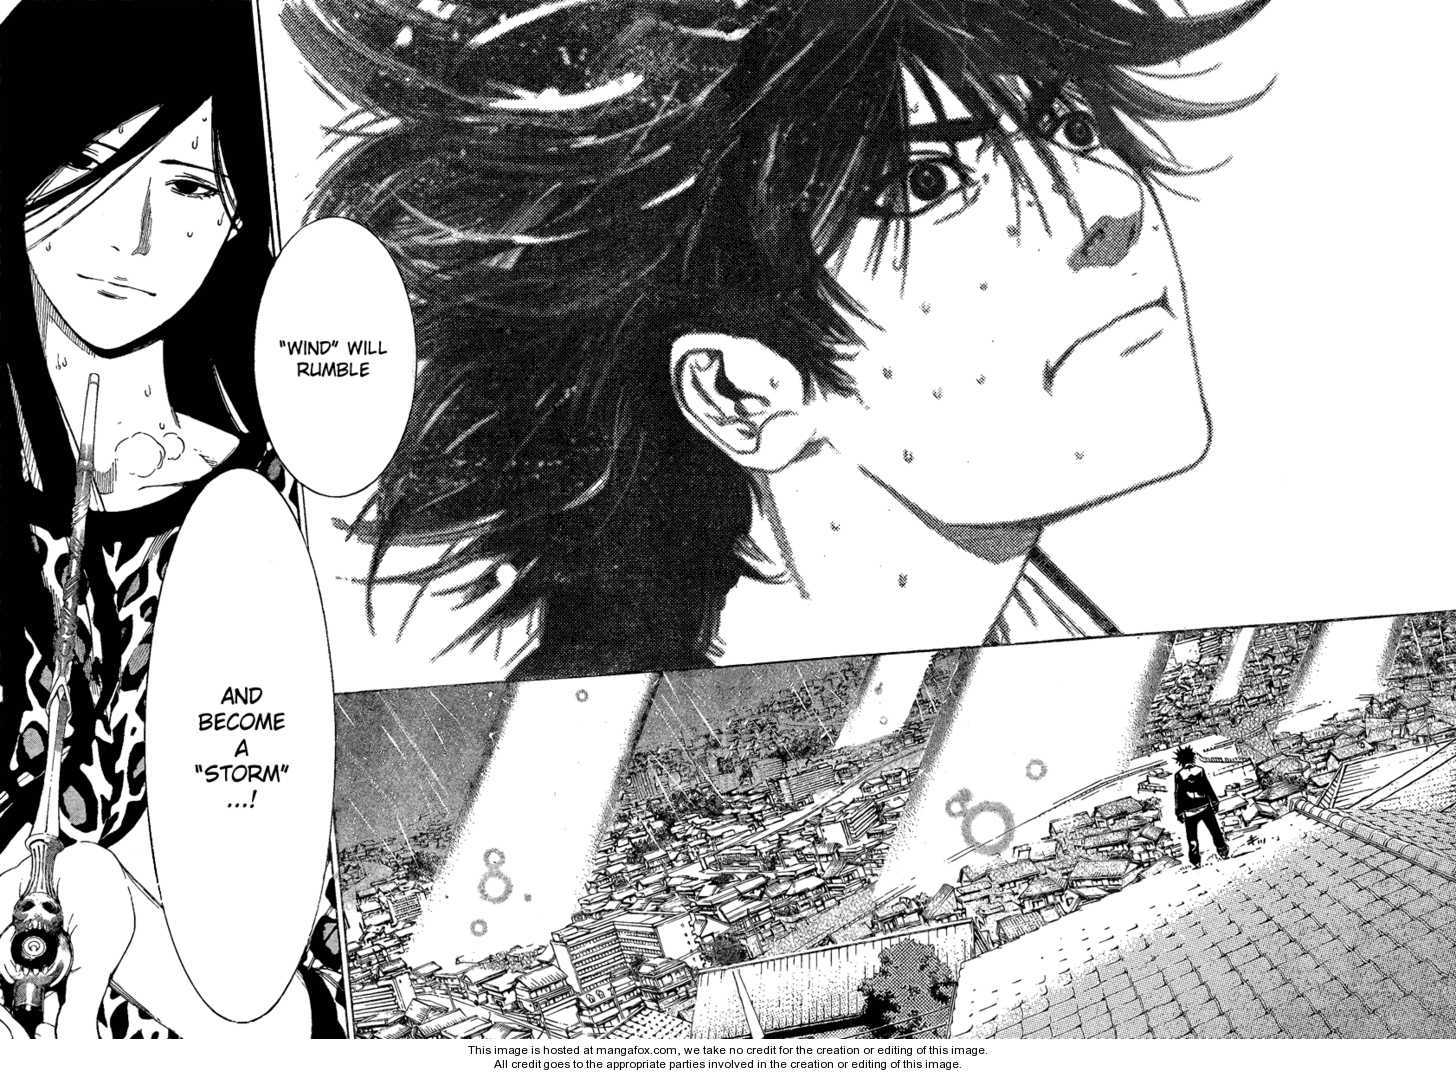 "WIND" WILL
RUMBLE
AND
BECOME
A
"STORM"
...!
This image is hosted at mangafox.com, we take no credit for the creation or editing of this image.
All credit goes to the appropriate parties involved in the creation or editing of this image.